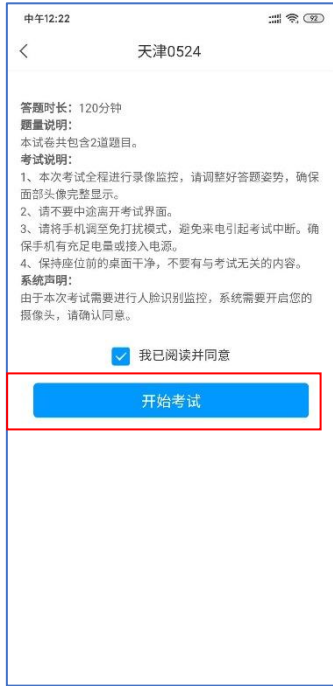 中午12:22
92
天津0524
答题时长：120分钟
题量说明：
本试卷共包含2道题目。
考试说明：
1、本次考试全程进行录像监控，请调整好答题姿势，确保
面部头像完整显示。
2、请不要中途离开考试界面。
3、请将手机调至免打扰模式，避免来电引起考试中断。确
保手机有充足电量或接入电源。
4、保持座位前的桌面干净，不要有与考试无关的内容。
系统声明：
由于本次考试需要进行人脸识别监控，系统需要开启您的
摄像头，请确认同意。
我已阅读并同意
开始考试